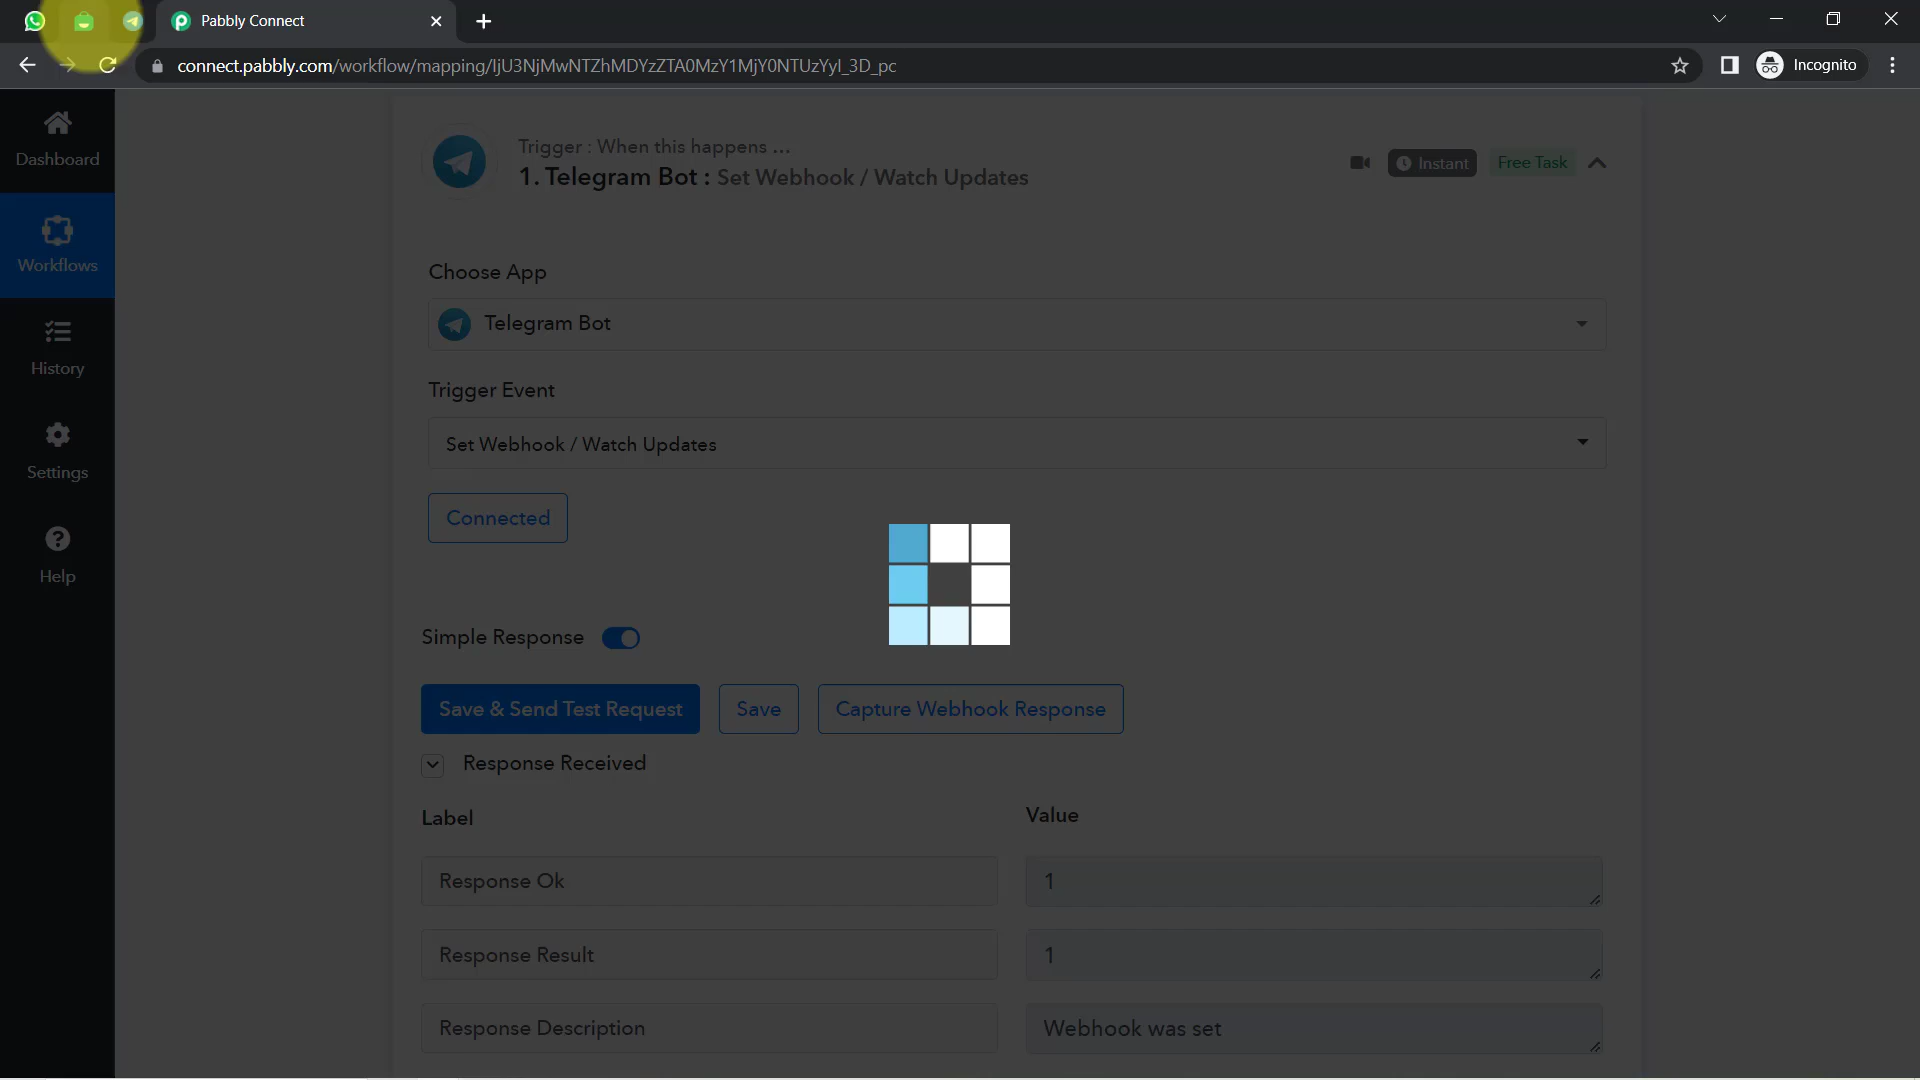 Pabbly Connect
connect.pabbly.com/workflow/mapping/IjU3NjMwNTZhMDYzZTA0MzY1MjY0NTUzYyI_3D_pc
Incognito
Dashboard
Workflows
History
Settings
Help
Trigger : When this happens ...
1. Telegram Bot : Set Webhook / Watch Updates
Instant
Free Task
Choose App
Telegram Bot
Trigger Event
Set Webhook / Watch Updates
Connected
Simple Response
Save & Send Test Request
Save
Capture Webhook Response
Response Received
Label
Value
Response Ok
1
Response Result
1
Response Description
Webhook was set